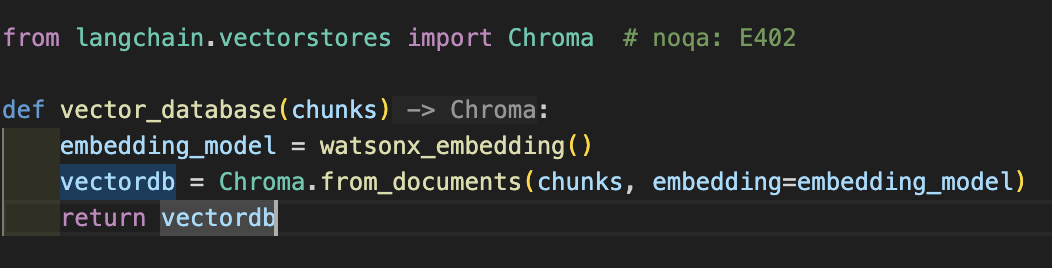 from langchain.vectorstores import Chroma  # noqa: E402
def vector_database(chunks) -> Chroma:
    embedding_model = watsonx_embedding()
    vectordb = Chroma.from_documents(chunks, embedding=embedding_model)
    return vectordb